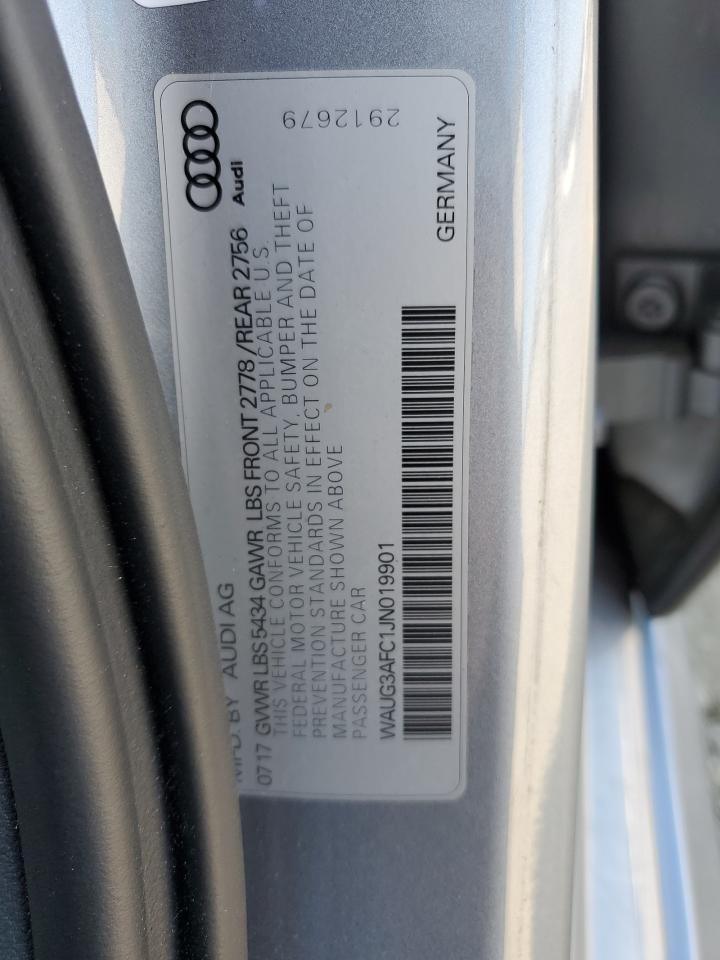 MFD. BY AUDI AG
Audi
0717 GVWR LBS 5434 GAWR LBS FRONT 2778 / REAR 2756
THIS VEHICLE CONFORMS TO ALL APPLICABLE U.S.
FEDERAL MOTOR VEHICLE SAFETY, BUMPER AND THEFT
PREVENTION STANDARDS IN EFFECT ON THE DATE OF
MANUFACTURE SHOWN ABOVE
PASSENGER CAR
2912679
WAUG3AFC1JN019901
GERMANY